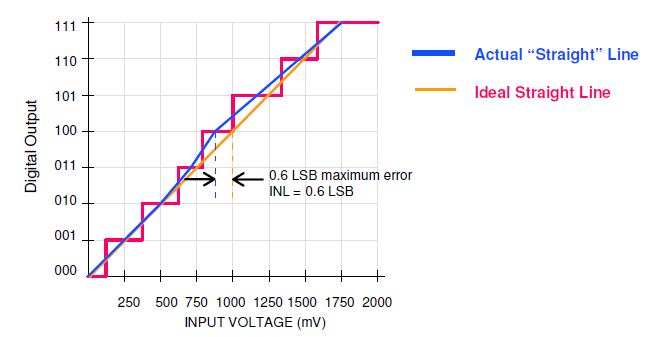 111
110
101
100
011
010
001
000
Digital Output
250 500 750 1000 1250 1500 1750 2000
INPUT VOLTAGE (mV)
0.6 LSB maximum error
INL = 0.6 LSB
Actual “Straight” Line
Ideal Straight Line